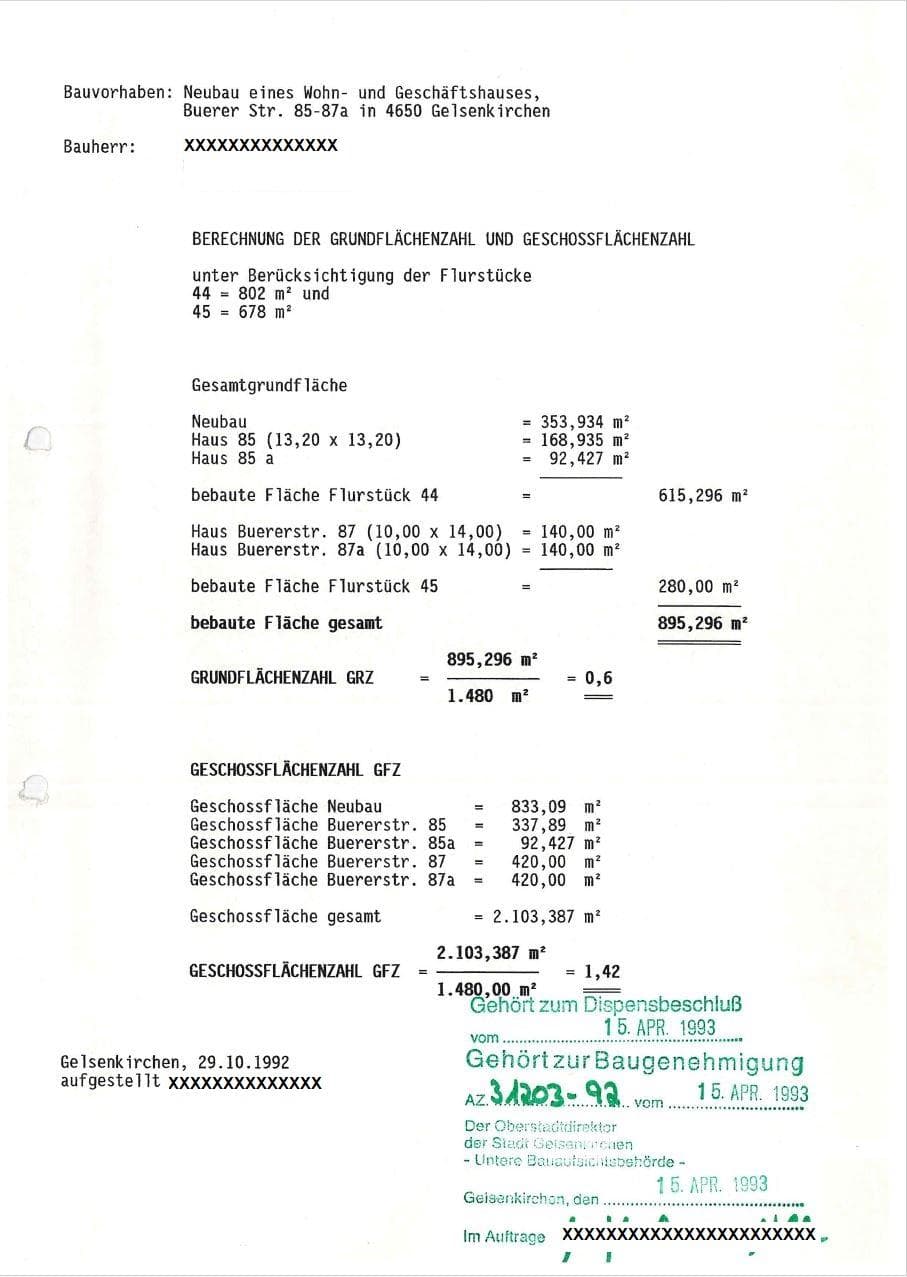 Bauvorhaben: Neubau eines Wohn- und Geschäftshauses,
Buerer Str. 85-87a in 4650 Gelsenkirchen
Bauherr: XXXXXXXXXXXXXX
BERECHNUNG DER GRUNDFLÄCHENZAHL UND GESCHOSSFLÄCHENZAHL
unter Berücksichtigung der Flurstücke
44 = 802 m² und
45 = 678 m²
Gesamtgrundfläche
Neubau = 353,934 m²
Haus 85 (13,20 x 13,20) = 168,935 m²
Haus 85 a = 92,427 m²
bebaute Fläche Flurstück 44 = 615,296 m²
Haus Buererstr. 87 (10,00 x 14,00) = 140,00 m²
Haus Buererstr. 87a (10,00 x 14,00) = 140,00 m²
bebaute Fläche Flurstück 45 = 280,00 m²
bebaute Fläche gesamt 895,296 m²
895,296 m²
GRUNDFLÄCHENZAHL GRZ = = 0,6
1.480 m²
GESCHOSSFLÄCHENZAHL GFZ
Geschossfläche Neubau = 833,09 m²
Geschossfläche Buererstr. 85 = 337,89 m²
Geschossfläche Buererstr. 85a = 92,427 m²
Geschossfläche Buererstr. 87 = 420,00 m²
Geschossfläche Buererstr. 87a = 420,00 m²
Geschossfläche gesamt = 2.103,387 m²
2.103,387 m²
GESCHOSSFLÄCHENZAHL GFZ = = 1,42
1.480,00 m²
Gehört zum Dispensbeschluß
vom 15. APR. 1993
Gehört zur Baugenehmigung
AZ. 31203-92 vom 15. APR. 1993
Der Oberstadtdirektor
der Stadt Gelsenkirchen
- Untere Bauaufsichtsbehörde -
Gelsenkirchen, den 15. APR. 1993
Im Auftrage XXXXXXXXXXXXXXXXXXXXXXX
Gelsenkirchen, 29.10.1992
aufgestellt XXXXXXXXXXXXXX